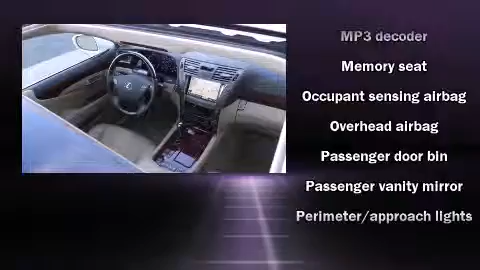 MP3 decoder
Memory seat
Occupant sensing airbag
Overhead airbag
Passenger door bin
Passenger vanity mirror
Perimeter/approach lights